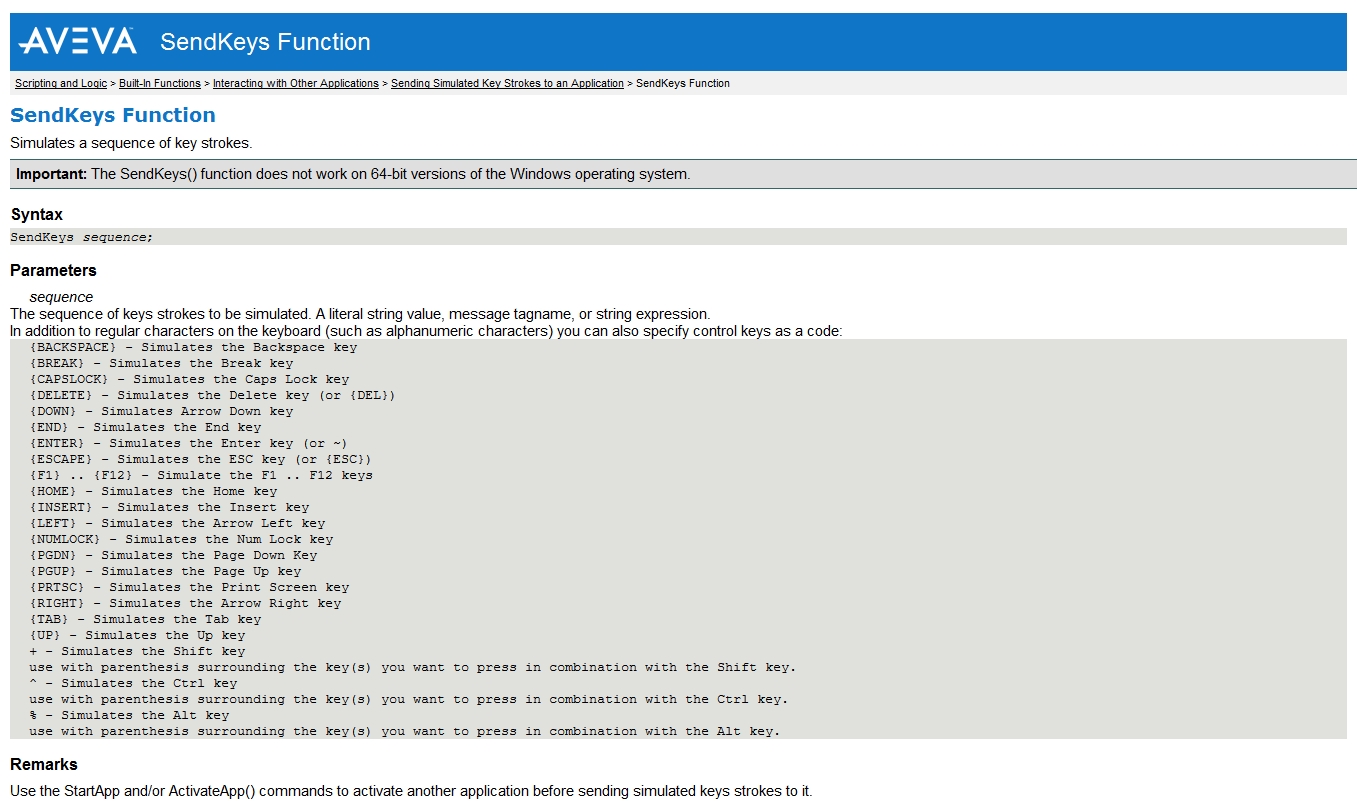 AVEVA SendKeys Function
Scripting and Logic > Built-In Functions > Interacting with Other Applications > Sending Simulated Key Strokes to an Application > SendKeys Function
SendKeys Function
Simulates a sequence of key strokes.
Important: The SendKeys() function does not work on 64-bit versions of the Windows operating system.
Syntax
SendKeys sequence;
Parameters
sequence
The sequence of keys strokes to be simulated. A literal string value, message tagname, or string expression.
In addition to regular characters on the keyboard (such as alphanumeric characters) you can also specify control keys as a code:
{BACKSPACE} – Simulates the Backspace key
{BREAK} – Simulates the Break key
{CAPSLOCK} – Simulates the Caps Lock key
{DELETE} – Simulates the Delete key (or {DEL})
{DOWN} – Simulates Arrow Down key
{END} – Simulates the End key
{ENTER} – Simulates the Enter key (or ~)
{ESCAPE} – Simulates the ESC key (or {ESC})
{F1} .. {F12} – Simulate the F1 .. F12 keys
{HOME} – Simulates the Home key
{INSERT} – Simulates the Insert key
{LEFT} – Simulates the Arrow Left key
{NUMLOCK} – Simulates the Num Lock key
{PGDN} – Simulates the Page Down Key
{PGUP} – Simulates the Page Up key
{PRTSC} – Simulates the Print Screen key
{RIGHT} – Simulates the Arrow Right key
{TAB} – Simulates the Tab key
{UP} – Simulates the Up key
+ – Simulates the Shift key
use with parenthesis surrounding the key(s) you want to press in combination with the Shift key.
^ – Simulates the Ctrl key
use with parenthesis surrounding the key(s) you want to press in combination with the Ctrl key.
% – Simulates the Alt key
use with parenthesis surrounding the key(s) you want to press in combination with the Alt key.
Remarks
Use the StartApp and/or ActivateApp() commands to activate another application before sending simulated keys strokes to it.